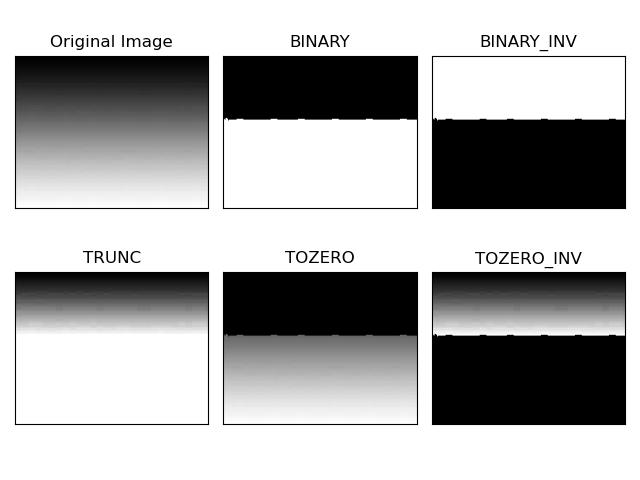 Original Image
BINARY
BINARY_INV
TRUNC
TOZERO
TOZERO_INV